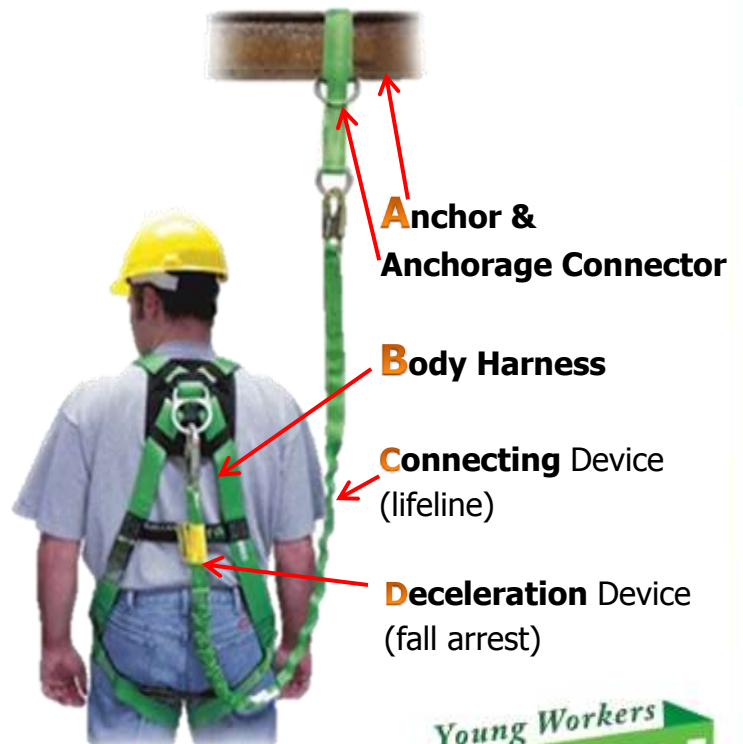 Anchor &
Anchorage Connector
Body Harness
Connecting Device
(lifeline)
Deceleration Device
(fall arrest)
Young Workers